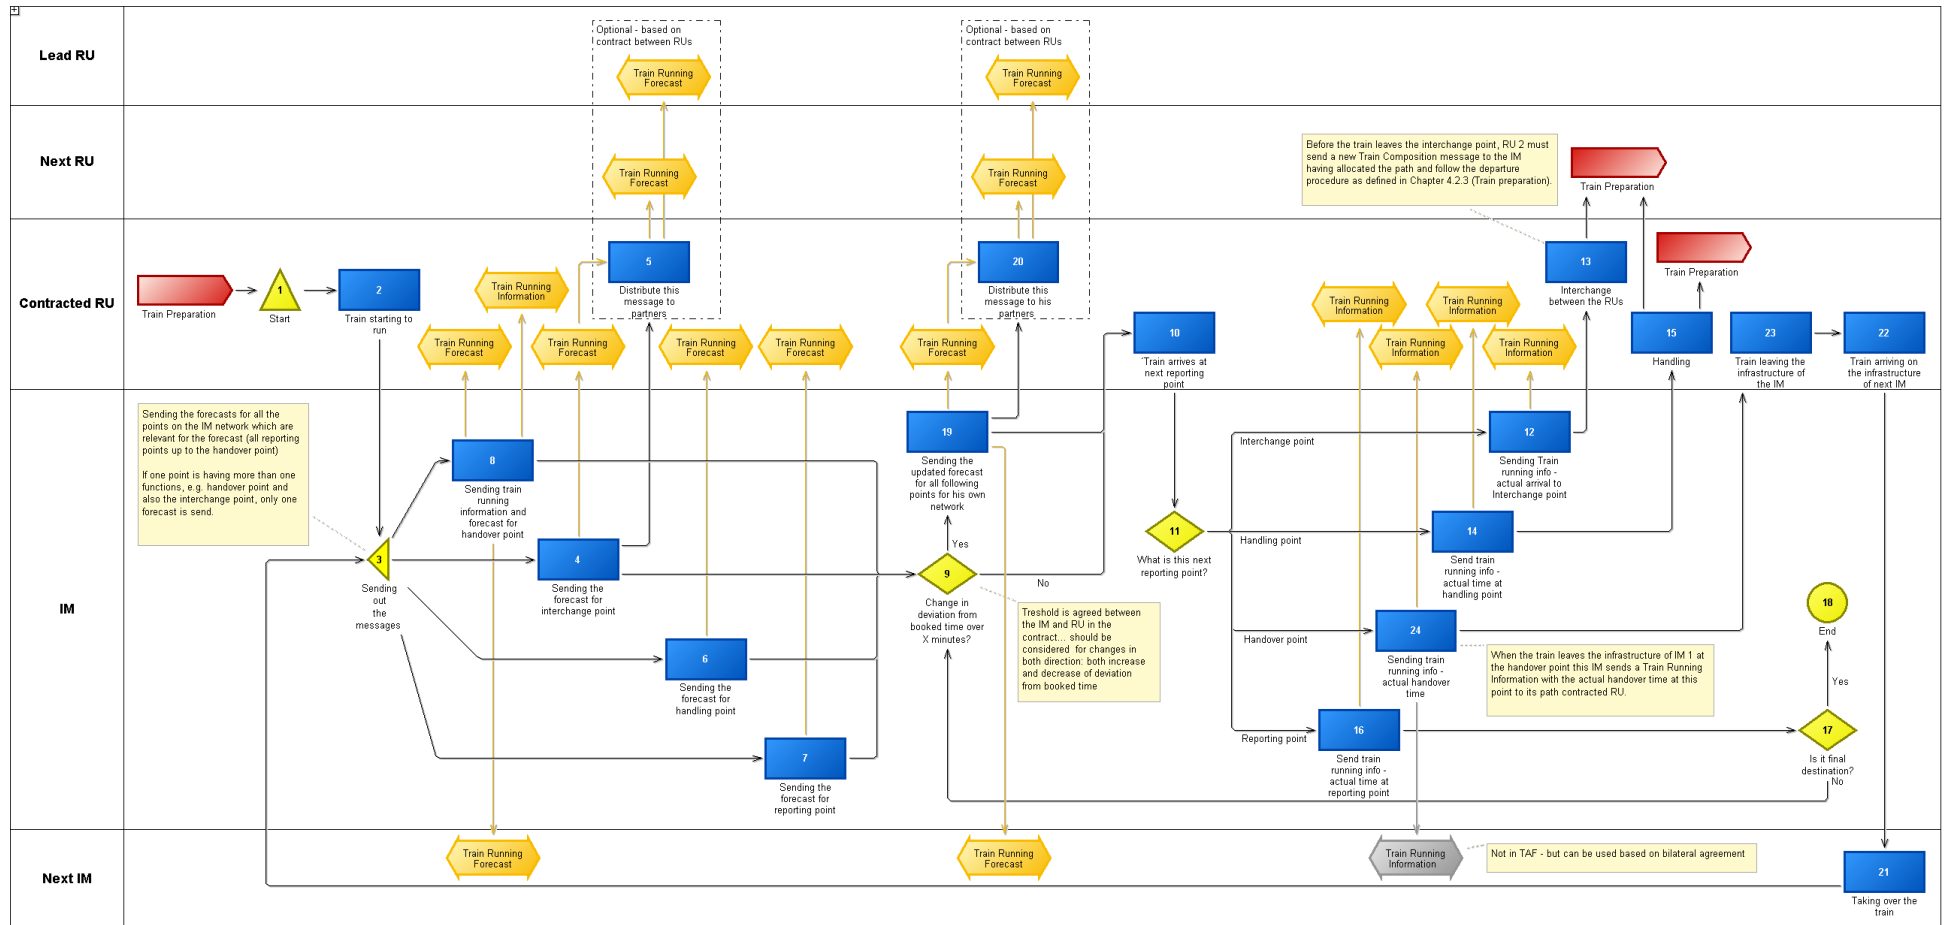 Lead RU
Optional - based on
contract between RUs
Train Running
Forecast
Optional - based on
contract between RUs
Train Running
Forecast
Next RU
Train Running
Forecast
Train Running
Forecast
Before the train leaves the interchange point, RU 2 must
send a new Train Composition message to the IM
having allocated the path and follow the departure
procedure as defined in Chapter 4.2.3 (Train preparation).
Train Preparation
Contracted RU
Train Preparation
1
Start
2
Train starting to
run
Train Running
Information
5
Distribute this
message to
partners
Train Running
Forecast
Train Running
Forecast
Train Running
Forecast
Train Running
Forecast
20
Distribute this
message to his
partners
Train Running
Forecast
10
'Train arrives at
next reporting
point
Train Running
Information
Train Running
Information
Train Running
Information
Train Running
Information
13
Interchange
between the RUs
Train Preparation
15
Handling
23
Train leaving the
infrastructure of
the IM
22
Train arriving on
the infrastructure
of next IM
IM
Sending the forecasts for all the
points on the IM network which are
relevant for the forecast (all reporting
points up to the handover point)
If one point is having more than one
functions, e.g. handover point and
also the interchange point, only one
forecast is send.
3
Sending
out
the
messages
8
Sending train
running
information and
forecast for
handover point
4
Sending the
forecast for
interchange point
6
Sending the
forecast for
handling point
7
Sending the
forecast for
reporting point
19
Sending the
updated forecast
for all following
points for his own
network
Yes
9
No
Change in
deviation from
booked time over
X minutes?
Treshold is agreed between
the IM and RU in the
contract... should be
considered for changes in
both direction: both increase
and decrease of deviation
from booked time
11
What is this next
reporting point?
Interchange point
12
Sending Train
running info -
actual arrival to
Interchange point
Handling point
14
Send train
running info -
actual time at
handling point
Handover point
24
Sending train
running info -
actual handover
time
When the train leaves the infrastructure of IM 1 at
the handover point this IM sends a Train Running
Information with the actual handover time at this
point to its path contracted RU.
Reporting point
16
Send train
running info -
actual time at
reporting point
18
End
Yes
17
Is it final
destination?
No
Next IM
Train Running
Forecast
Train Running
Forecast
Train Running
Information
Not in TAF - but can be used based on bilateral agreement
21
Taking over the
train